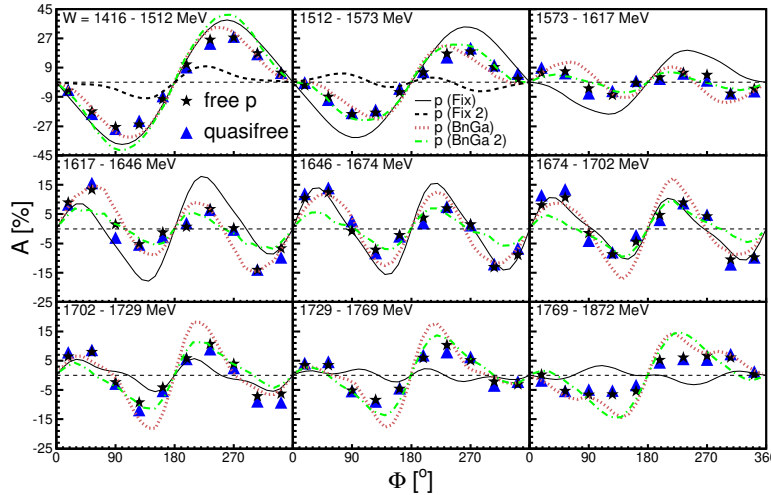 W = 1416 - 1512 MeV
1512 - 1573 MeV
1573 - 1617 MeV
45
27
9
-9
-27
-45
free p
quasifree
p (Fix)
p (Fix 2)
p (BnGa)
p (BnGa 2)
1617 - 1646 MeV
1646 - 1674 MeV
1674 - 1702 MeV
15
5
-5
-15
-25
A [%]
1702 - 1729 MeV
1729 - 1769 MeV
1769 - 1872 MeV
15
5
-5
-15
-25
0 90 180 270 0 90 180 270 0 90 180 270 360
Φ [°]